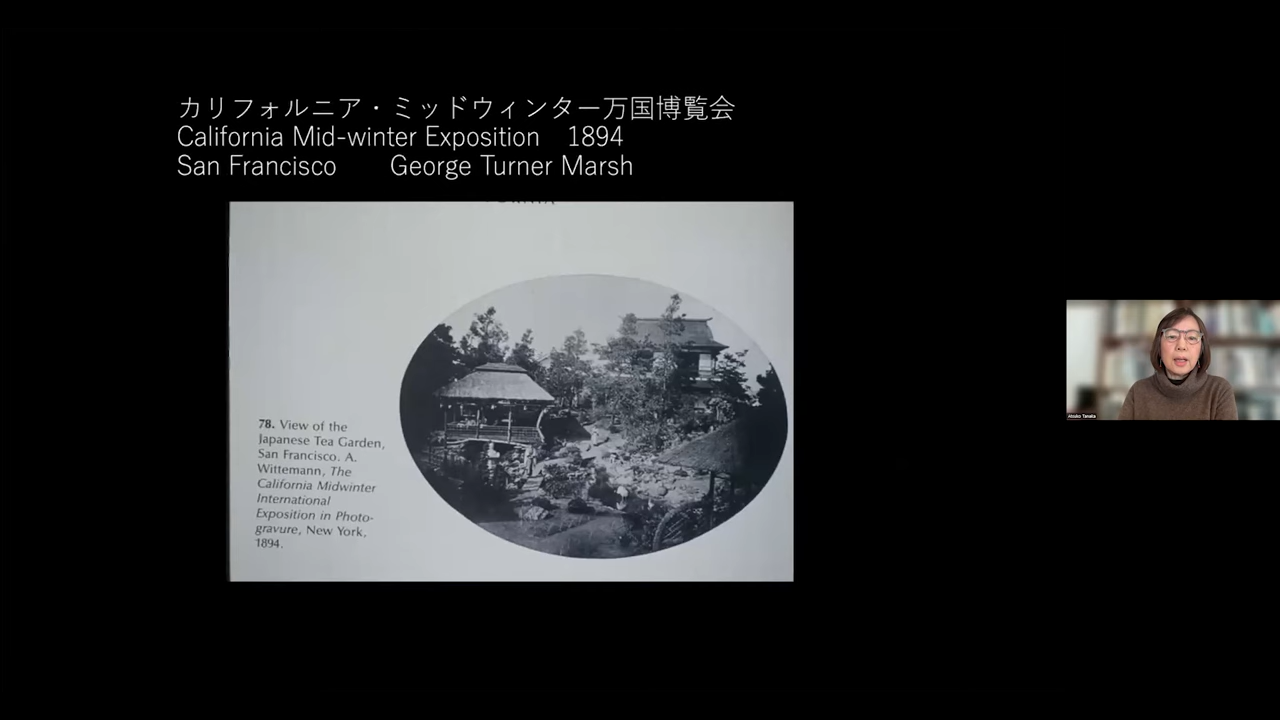 カリフォルニア・ミッドウィンター万国博覧会
California Mid-winter Exposition 1894
San Francisco George Turner Marsh
78. View of the
Japanese Tea Garden,
San Francisco. A.
Wittemann, The
California Midwinter
International
Exposition in Photo-
gravure, New York,
1894.
Atsuko Tanaka